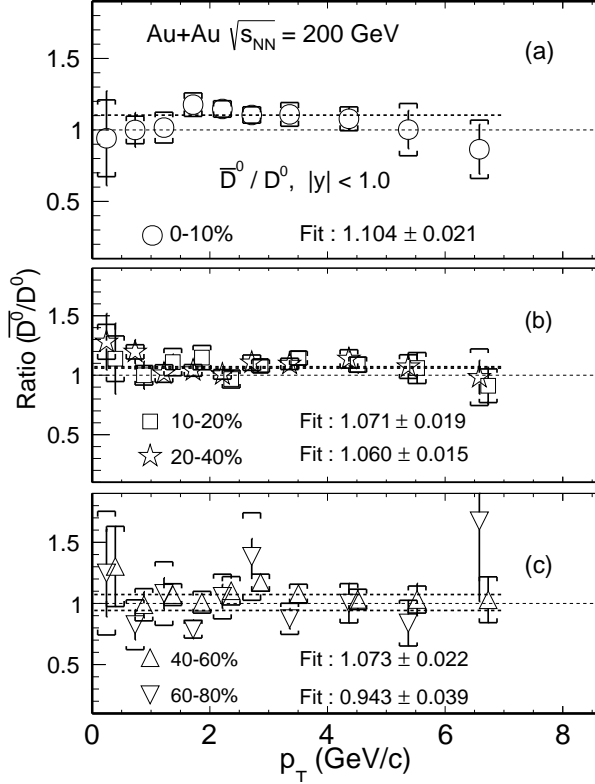 Au+Au √s_NN = 200 GeV
(a)
1.5
1
0.5
D̅⁰ / D⁰, |y| < 1.0
0-10% Fit : 1.104 ± 0.021
Ratio (D̅⁰/D⁰)
(b)
1.5
1
0.5
10-20% Fit : 1.071 ± 0.019
20-40% Fit : 1.060 ± 0.015
(c)
1.5
1
0.5
40-60% Fit : 1.073 ± 0.022
60-80% Fit : 0.943 ± 0.039
0 2 4 6 8
p_T (GeV/c)